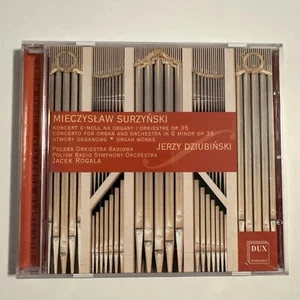 MIECZYSŁAW SURZYŃSKI
KONCERT G-MOLL NA ORGANY I ORKIESTRĘ OP. 35
CONCERTO FOR ORGAN AND ORCHESTRA IN G MINOR OP. 35
UTWORY ORGANOWE • ORGAN WORKS
JERZY DZIUBIŃSKI
POLSKA ORKIESTRA RADIOWA
POLISH RADIO SYMPHONY ORCHESTRA
JACEK ROGALA
DUX